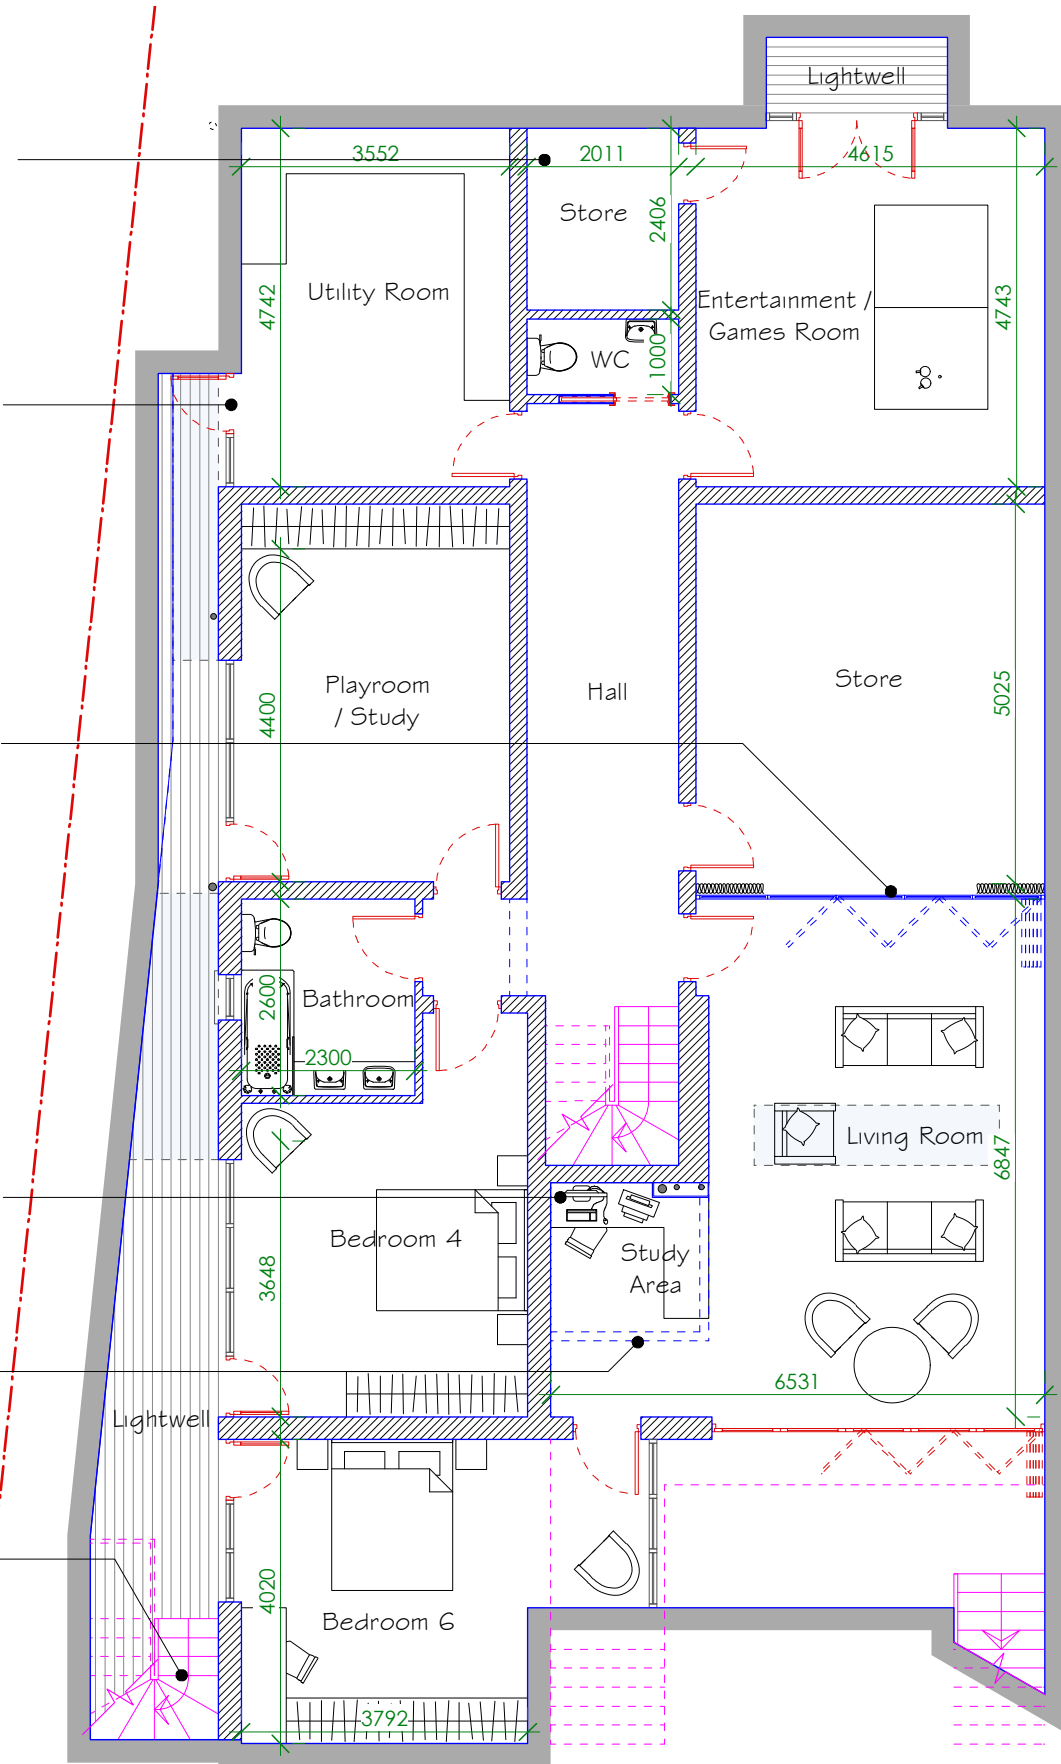 Lightwell
3552
2011
4615
Store
2406
Utility Room
4742
Entertainment /
Games Room
4743
WC
1000
Playroom
/ Study
4400
Hall
Store
5025
Bathroom
2600
2300
Living Room
6847
Bedroom 4
3648
Study
Area
6531
Lightwell
4020
Bedroom 6
3792